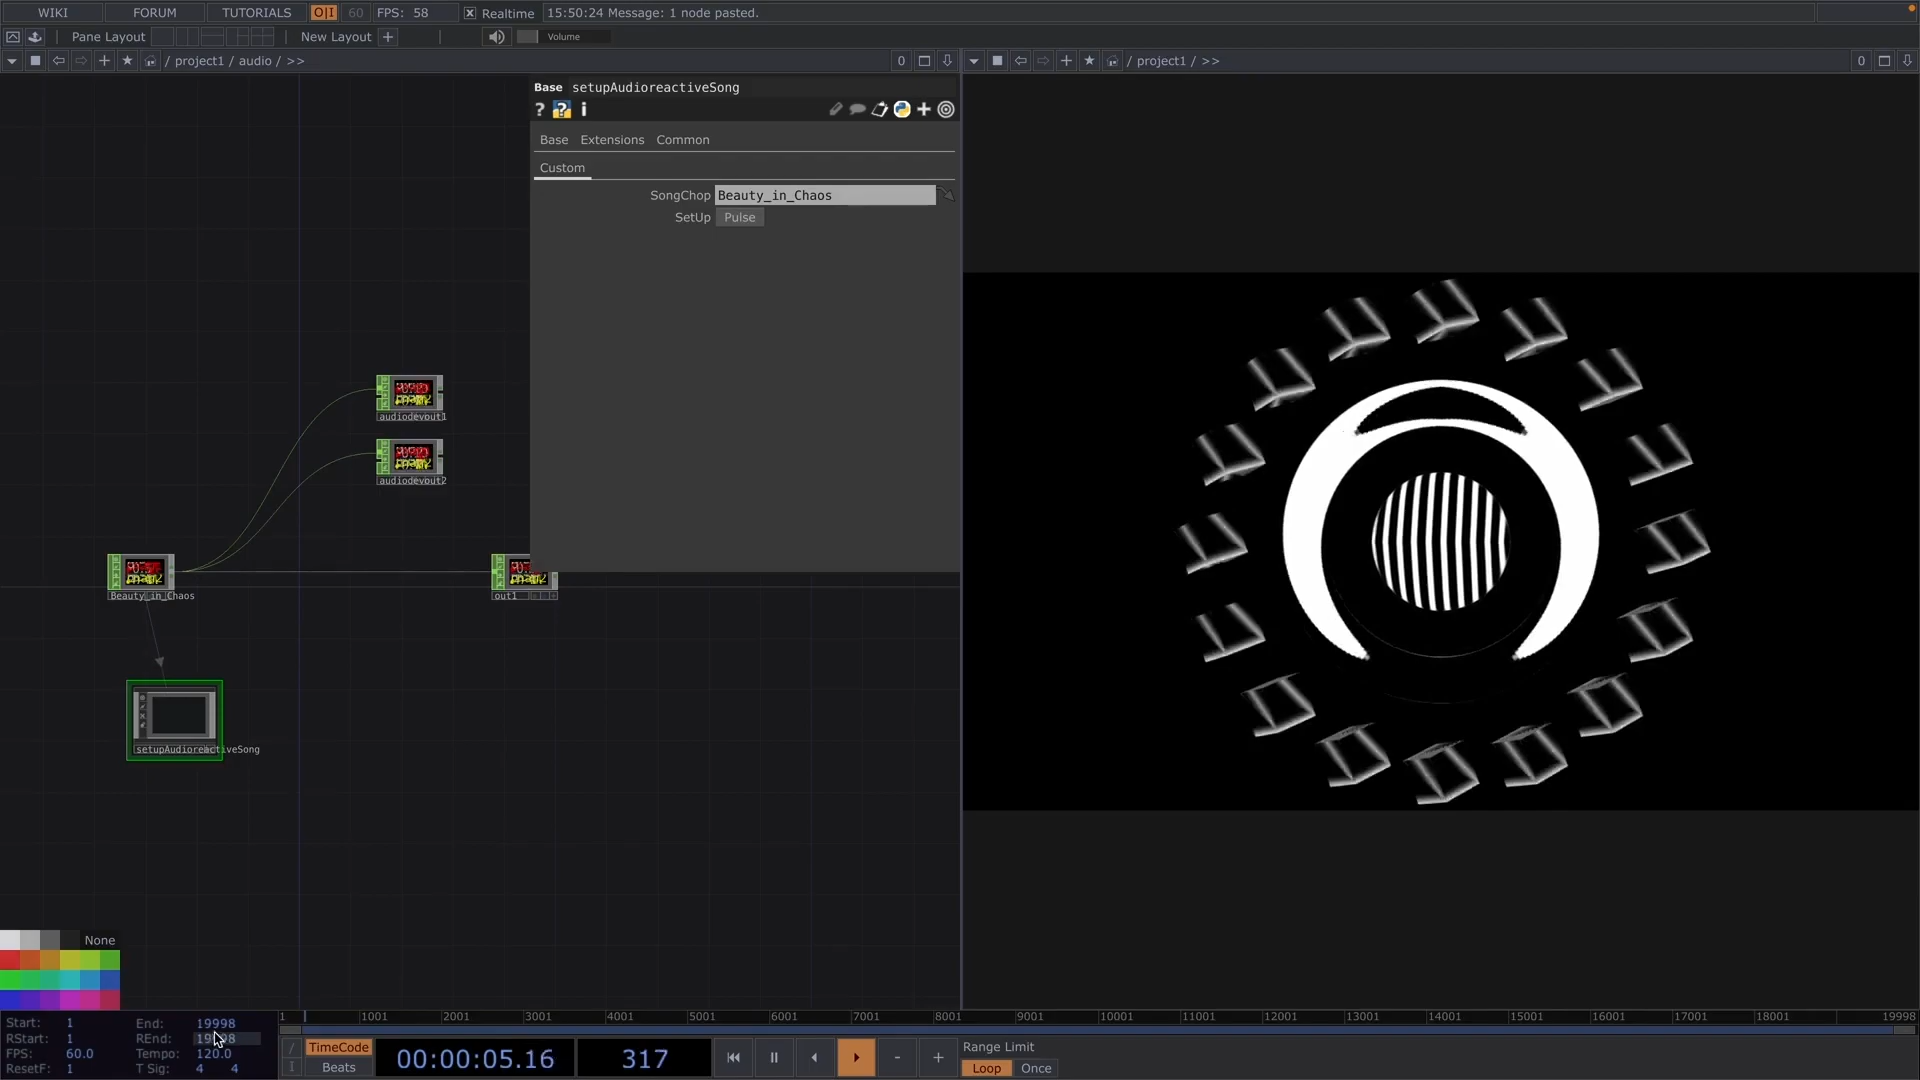 WIKI FORUM TUTORIALS O|I 60 FPS: 58 Realtime 15:50:24 Message: 1 node pasted.
Pane Layout New Layout + Volume
/ project1 / audio / >> 0
/ project1 / >> 0
Base setupAudioreactiveSong
? ? i
Base Extensions Common
Custom
SongChop Beauty_in_Chaos
SetUp Pulse
audiodevout1
audiodevout2
Beauty_in_Chaos
out1
setupAudioreactiveSong
None
Start: 1 End: 19998
RStart: 1 REnd:
FPS: 60.0 Tempo: 120.0
ResetF: 1 T Sig: 4 4
1 1001 2001 3001 4001 5001 6001 7001 8001 9001 10001 11001 12001 13001 14001 15001 16001 17001 18001 19998
TimeCode
Beats
00:00:05.16 317
- +
Range Limit
Loop Once